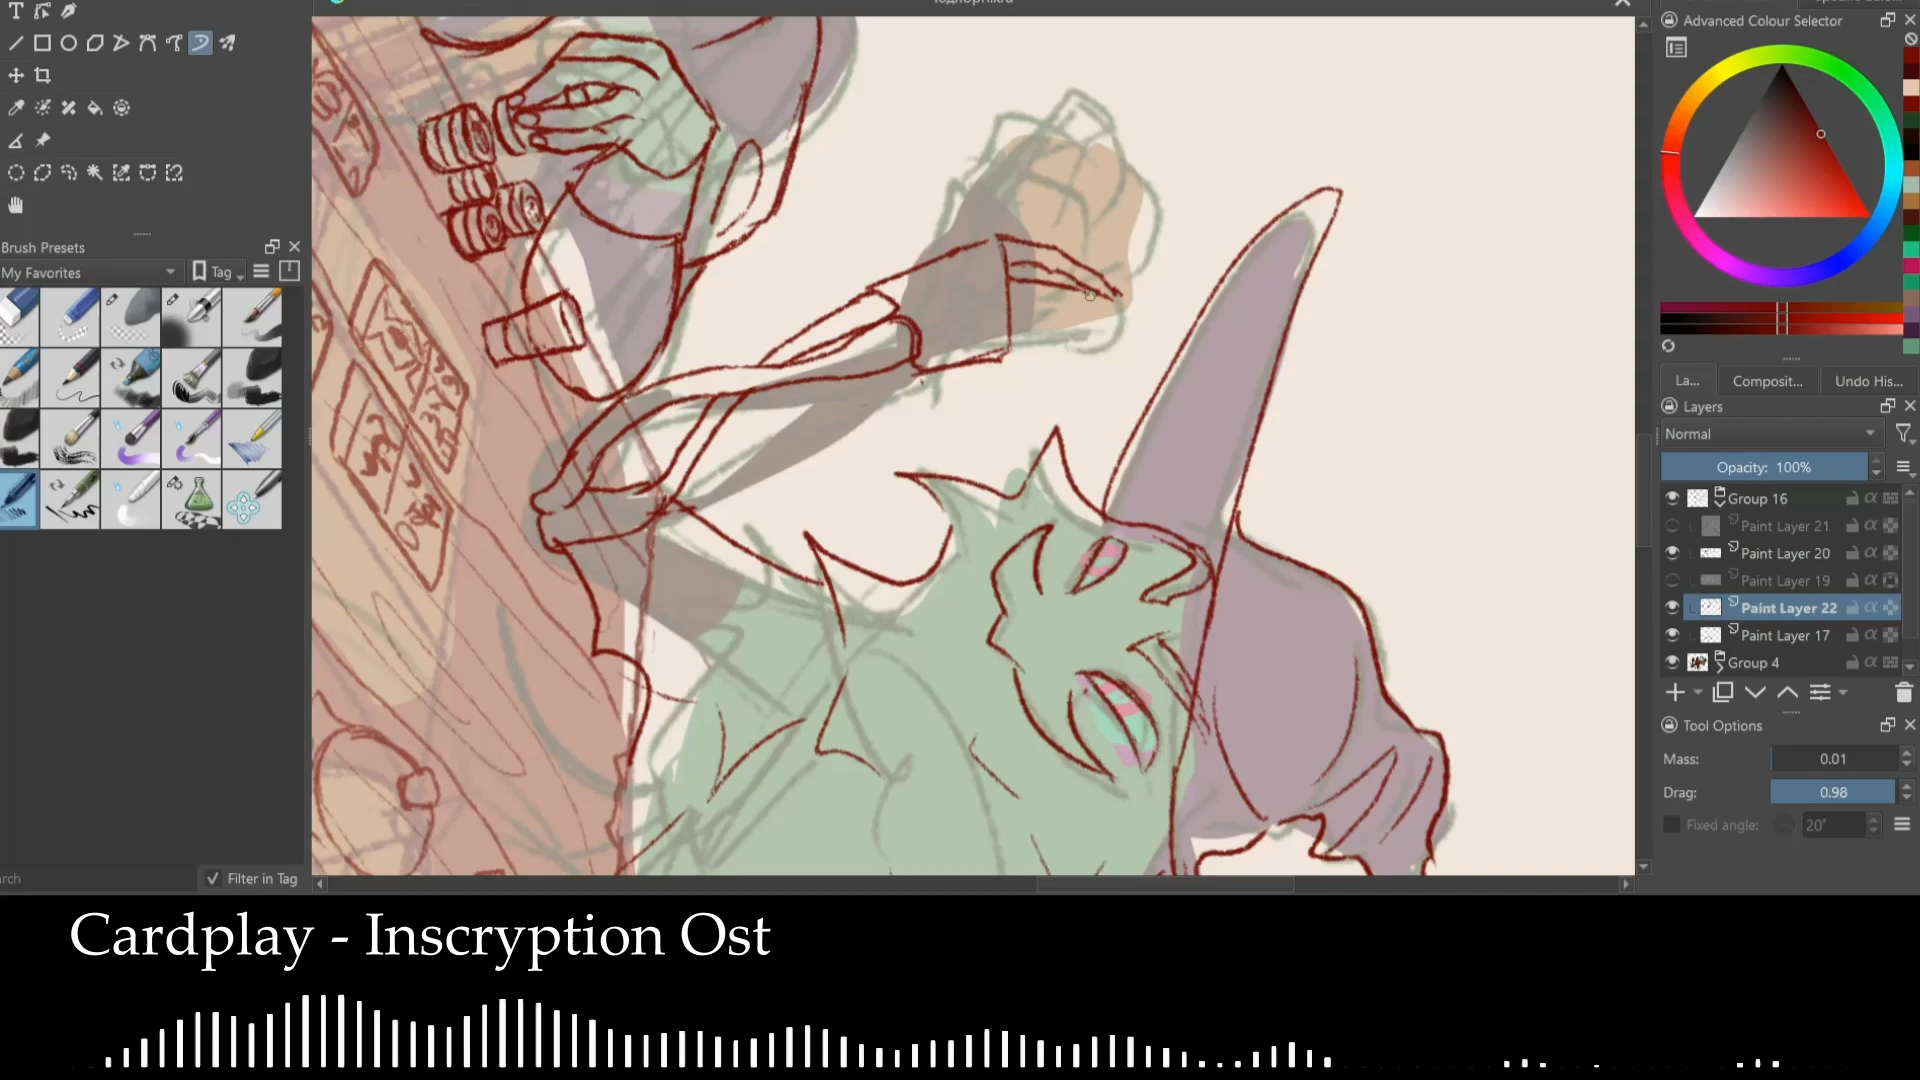 Advanced Colour Selector
Brush Presets
My Favorites
Tag
La...
Composit...
Undo His...
Layers
Normal
Opacity: 100%
Group 16
Paint Layer 21
Paint Layer 20
Paint Layer 19
Paint Layer 22
Paint Layer 17
Group 4
Tool Options
Mass:
0.01
Drag:
0.98
Fixed angle:
20°
rch
Filter in Tag
Cardplay - Inscryption Ost